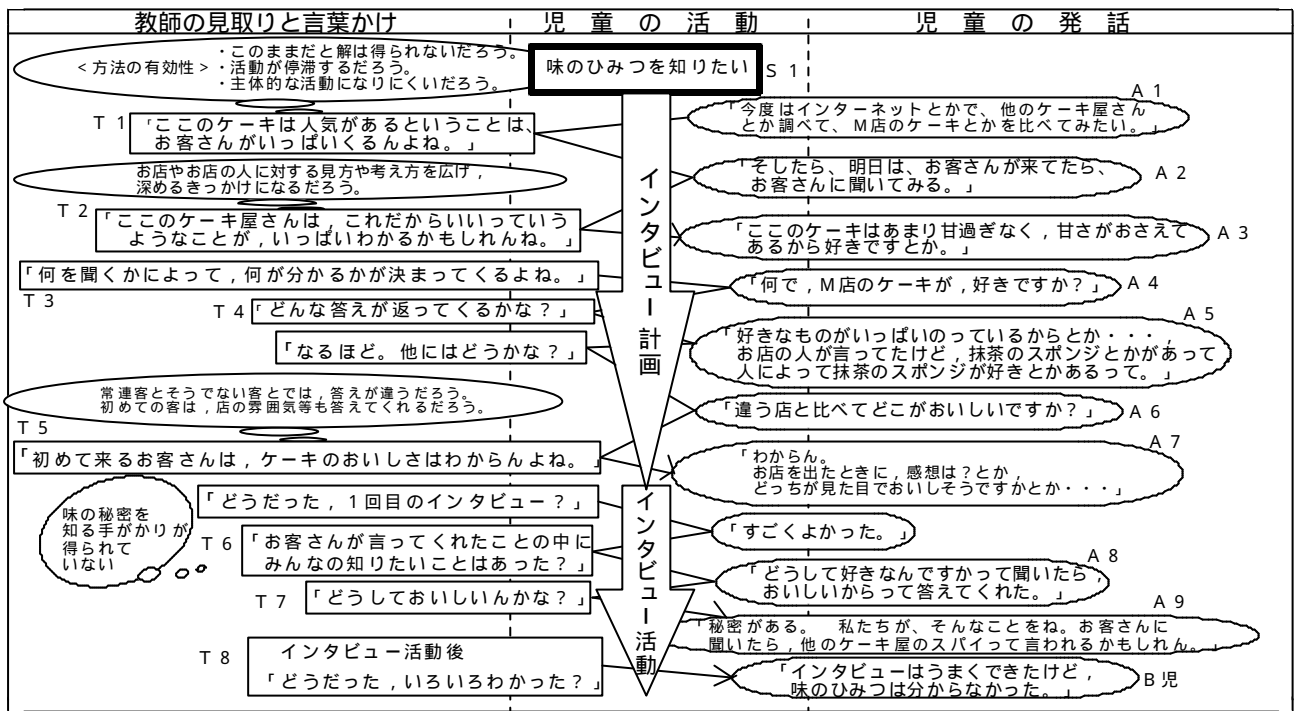 教師の見取りと言葉かけ
児童の活動
児童の発話
<方法の有効性>
・このままだと解は得られないだろう。
・活動が停滞するだろう。
・主体的な活動になりにくいだろう。
味のひみつを知りたい
S1
A1
「今度はインターネットとかで、他のケーキ屋さん
とか調べて、M店のケーキとかを比べてみたい。」
T1
「ここのケーキは人気があるということは、
お客さんがいっぱいくるんよね。」
「そしたら、明日は、お客さんが来てたら、
お客さんに聞いてみる。」
A2
お店やお店の人に対する見方や考え方を広げ,
深めるきっかけになるだろう。
T2
「ここのケーキ屋さんは,これだからいいっていう
ようなことが,いっぱいわかるかもしれんね。」
「ここのケーキはあまり甘過ぎなく,甘さがおさえて
あるから好きですとか。」
A3
「何を聞くかによって,何が分かるかが決まってくるよね。」
T3
「何で,M店のケーキが,好きですか?」
A4
T4
「どんな答えが返ってくるかな?」
A5
「好きなものがいっぱいのっているからとか・・・,
お店の人が言ってたけど,抹茶のスポンジとかがあって
人によって抹茶のスポンジが好きとかあるって。」
「なるほど。他にはどうかな?」
インタビュー計画
常連客とそうでない客とでは,答えが違うだろう。
初めての客は,店の雰囲気等も答えてくれるだろう。
「違う店と比べてどこがおいしいですか?」
A6
T5
「初めて来るお客さんは,ケーキのおいしさはわからんよね。」
A7
「わからん。
お店を出たときに,感想は?とか,
どっちが見た目でおいしそうですかとか・・・」
「どうだった,1回目のインタビュー?」
「すごくよかった。」
味の秘密を
知る手がかりが
得られて
いない
T6
「お客さんが言ってくれたことの中に
みんなの知りたいことはあった?」
A8
「どうして好きなんですかって聞いたら,
おいしいからって答えてくれた。」
T7
「どうしておいしいんかな?」
A9
「秘密がある。 私たちが、そんなことをね。お客さんに
聞いたら,他のケーキ屋のスパイって言われるかもしれん。」
インタビュー活動
T8
インタビュー活動後
「どうだった,いろいろわかった?」
「インタビューはうまくできたけど,
味のひみつは分からなかった。」
B児